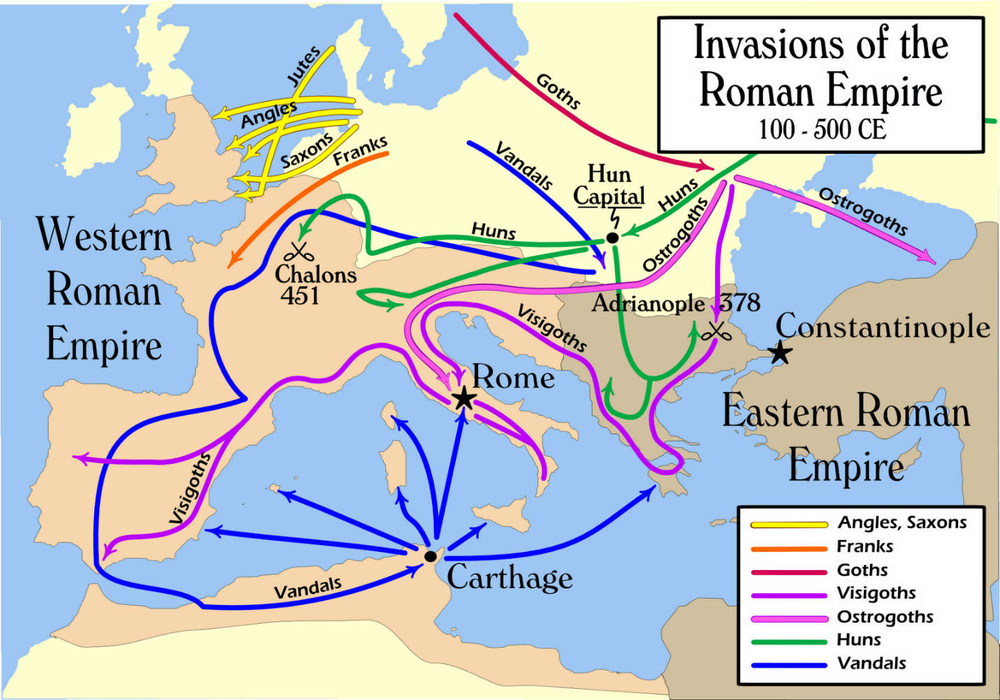 Invasions of the
Roman Empire
100 - 500 CE
Jutes
Angles
Saxons
Franks
Goths
Vandals
Hun
Capital
Huns
Ostrogoths
Ostrogoths
Huns
Western
Roman
Empire
Chalons
451
Adrianople 378
Visigoths
Constantinople
Rome
Eastern Roman
Empire
Visigoths
Carthage
Vandals
Angles, Saxons
Franks
Goths
Visigoths
Ostrogoths
Huns
Vandals